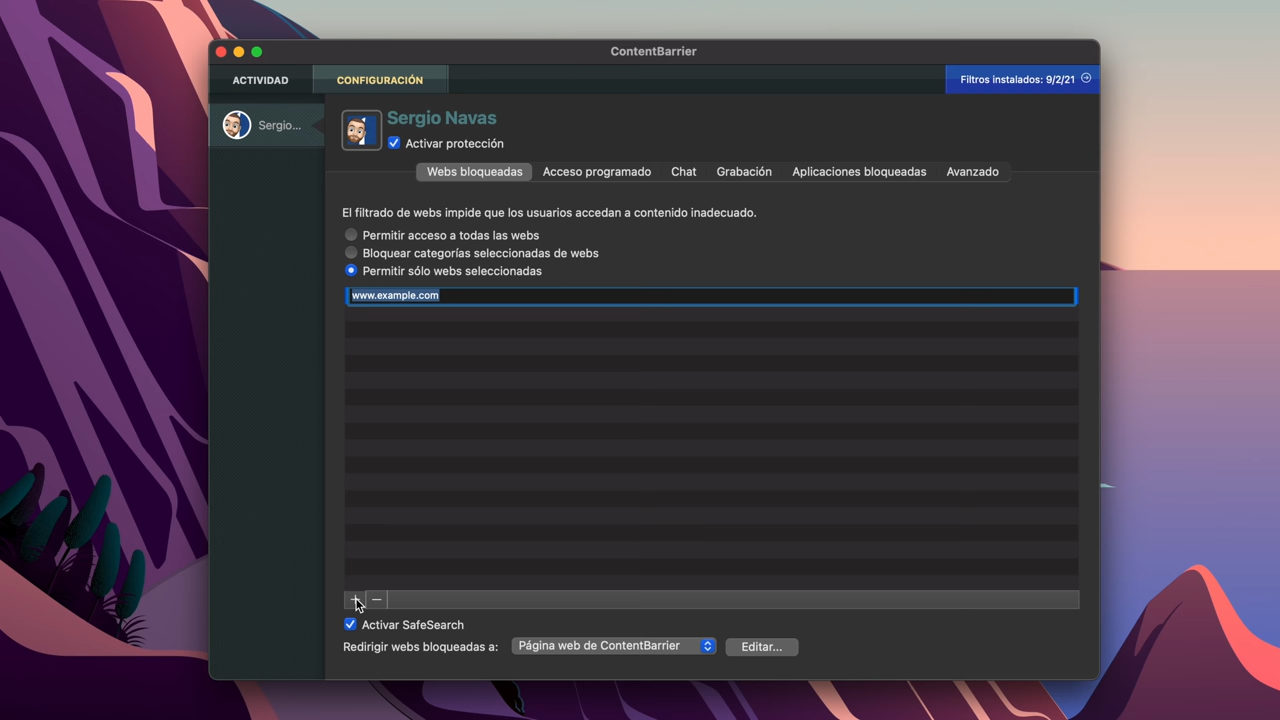 ContentBarrier
ACTIVIDAD
CONFIGURACIÓN
Filtros instalados: 9/2/21
Sergio...
Sergio Navas
Activar protección
Webs bloqueadas
Acceso programado
Chat
Grabación
Aplicaciones bloqueadas
Avanzado
El filtrado de webs impide que los usuarios accedan a contenido inadecuado.
Permitir acceso a todas las webs
Bloquear categorías seleccionadas de webs
Permitir sólo webs seleccionadas
www.example.com
+ −
Activar SafeSearch
Redirigir webs bloqueadas a: Página web de ContentBarrier Editar...